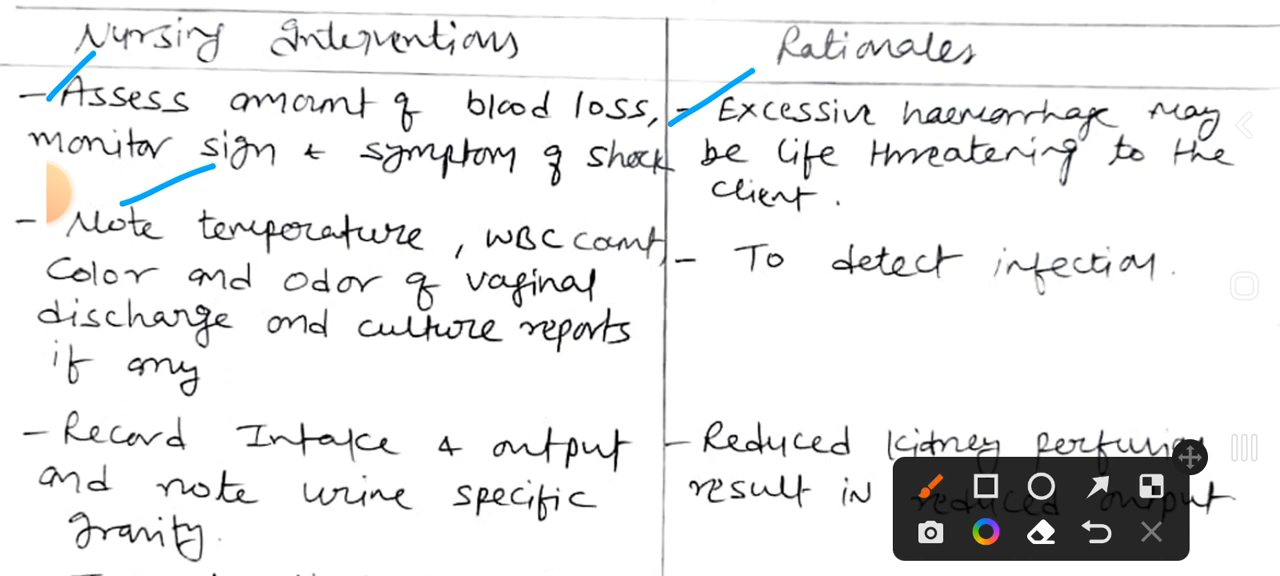 Nursing Interventions
Rationales
- Assess amount of blood loss,
monitor sign & symptom of shock
- Excessive haemorrhage may
be life threatering to the
client.
- Note temperature, WBC count,
Color and odor of vaginal
discharge and culture reports
if any
- To detect infection.
- Record Intake & output
and note urine specific
gravity.
- Reduced kidney perfusion
result in reduced output